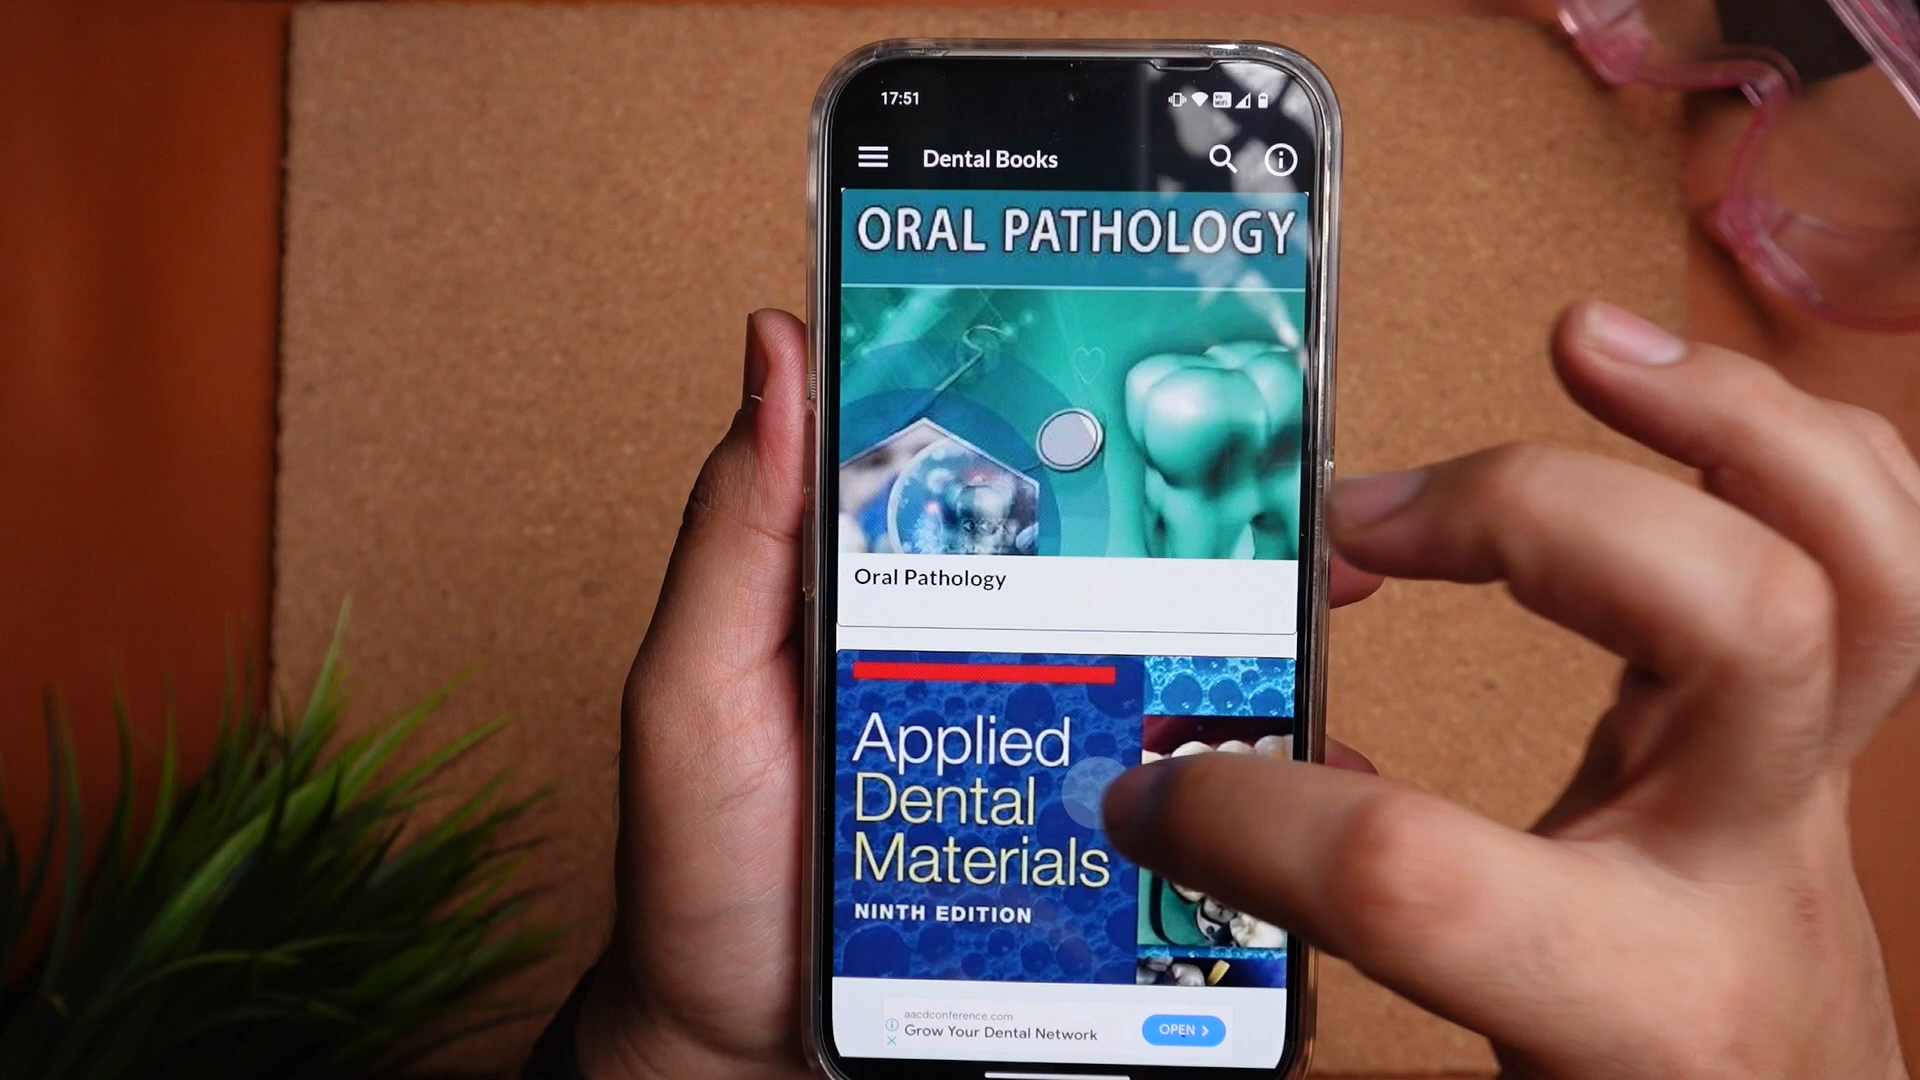 17:51
Dental Books
ORAL PATHOLOGY
Oral Pathology
Applied
Dental
Materials
NINTH EDITION
aacdconference.com
Grow Your Dental Network
OPEN